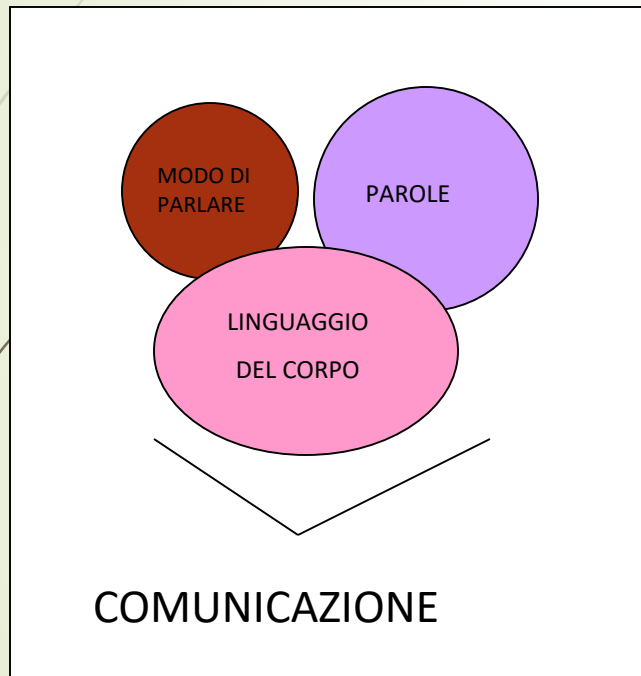 MODO DI
PARLARE
PAROLE
LINGUAGGIO
DEL CORPO
COMUNICAZIONE